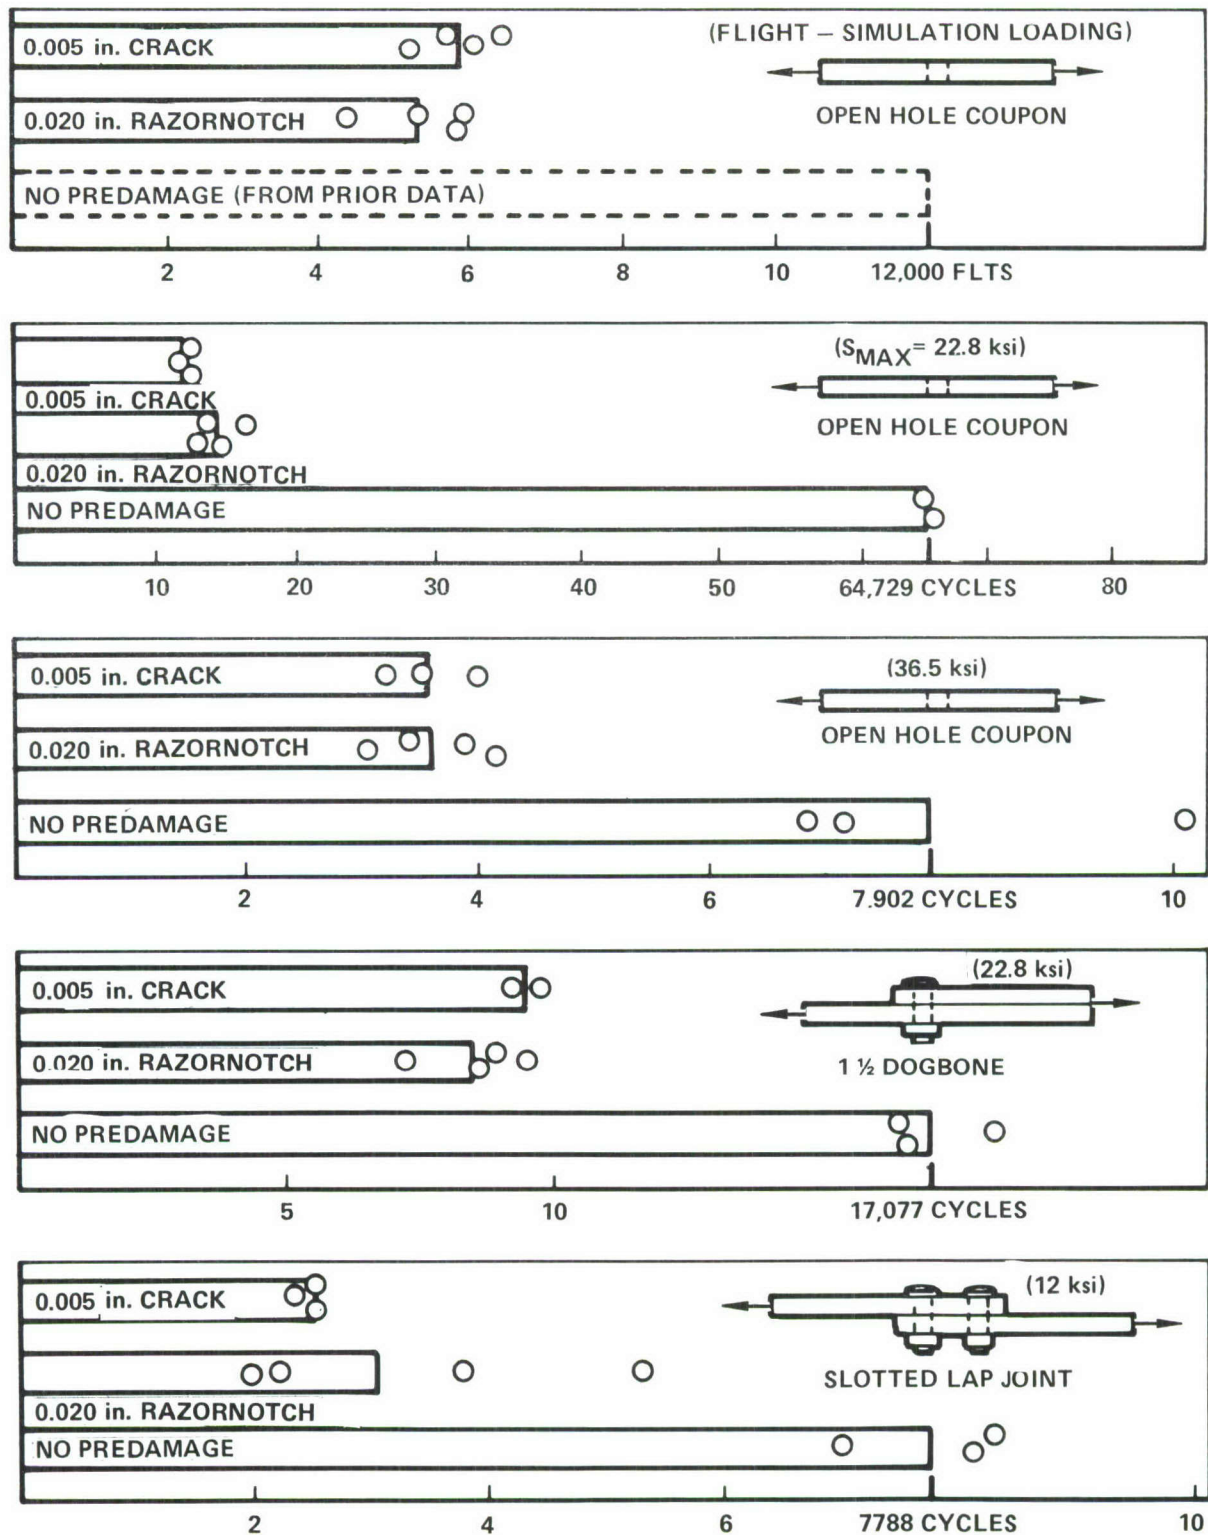 0.005 in. CRACK
(FLIGHT – SIMULATION LOADING)
0.020 in. RAZORNOTCH
OPEN HOLE COUPON
NO PREDAMAGE (FROM PRIOR DATA)
2 4 6 8 10 12,000 FLTS
(SMAX= 22.8 ksi)
0.005 in. CRACK
OPEN HOLE COUPON
0.020 in. RAZORNOTCH
NO PREDAMAGE
10 20 30 40 50 64,729 CYCLES 80
0.005 in. CRACK
(36.5 ksi)
0.020 in. RAZORNOTCH
OPEN HOLE COUPON
NO PREDAMAGE
2 4 6 7.902 CYCLES 10
(22.8 ksi)
0.005 in. CRACK
0.020 in. RAZORNOTCH
1 ½ DOGBONE
NO PREDAMAGE
5 10 17,077 CYCLES
(12 ksi)
0.005 in. CRACK
SLOTTED LAP JOINT
0.020 in. RAZORNOTCH
NO PREDAMAGE
2 4 6 7788 CYCLES 10